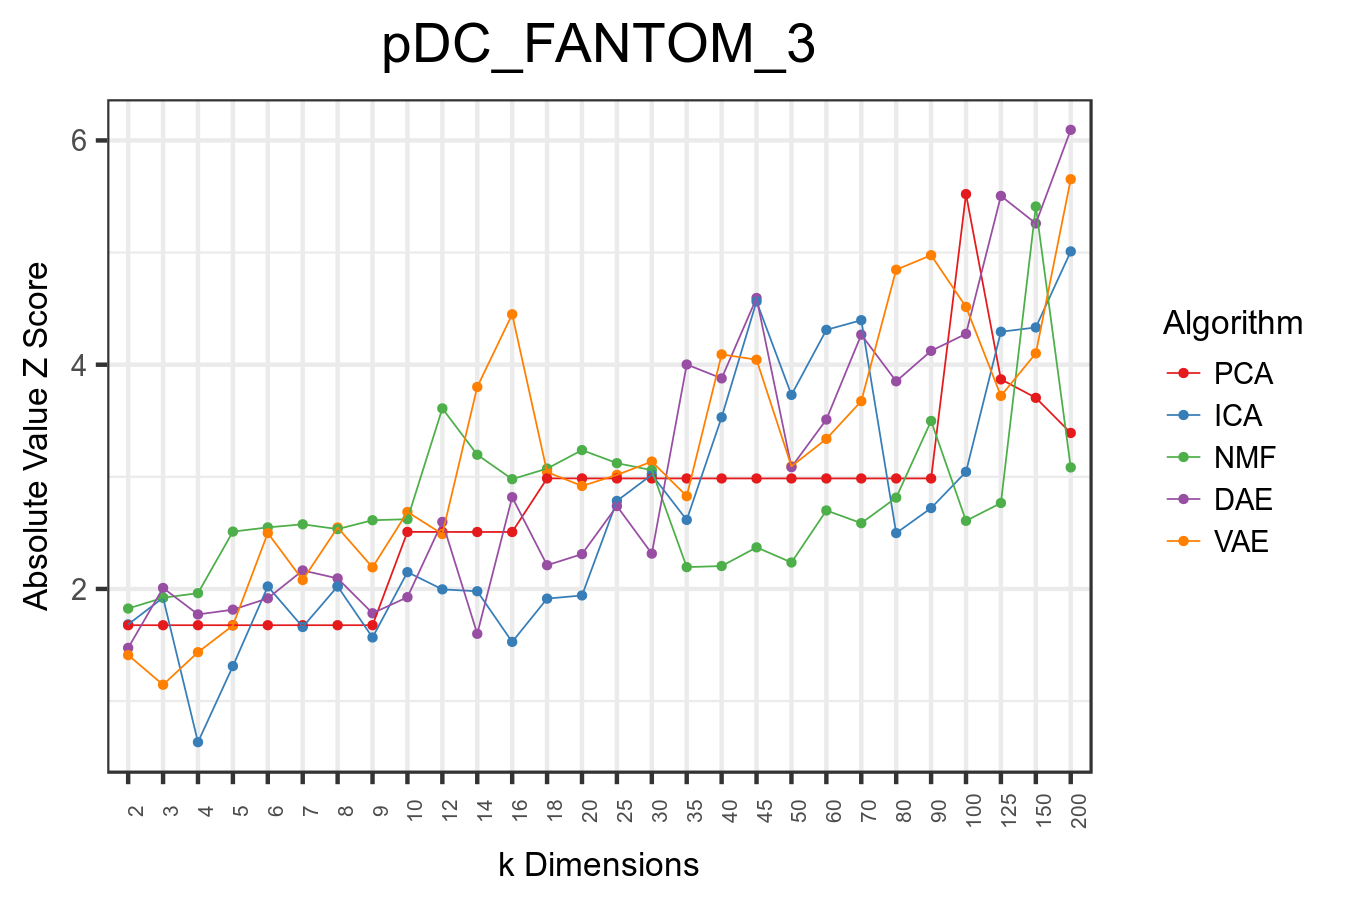 pDC_FANTOM_3
Absolute Value Z Score
6
4
2
2 3 4 5 6 7 8 9 10 12 14 16 18 20 25 30 35 40 45 50 60 70 80 90 100 125 150 200
k Dimensions
Algorithm
PCA
ICA
NMF
DAE
VAE